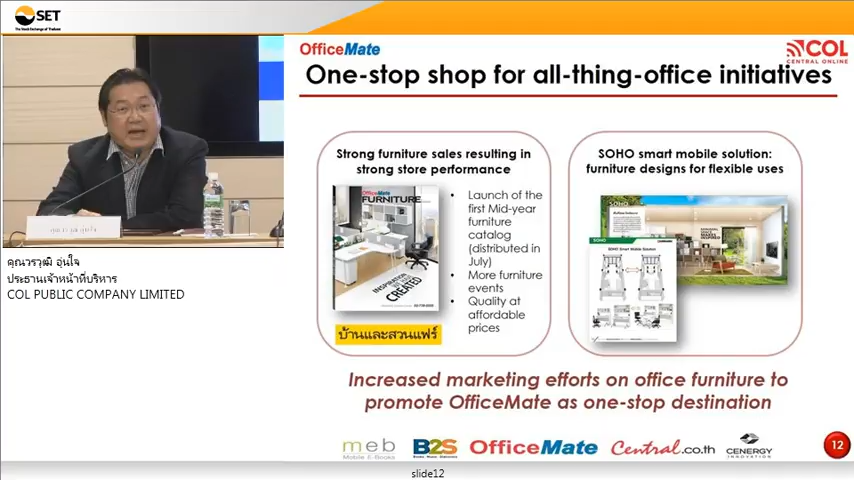 SET
The Stock Exchange of Thailand
OfficeMate
COL
CENTRAL ONLINE
One-stop shop for all-thing-office initiatives
Strong furniture sales resulting in
strong store performance
OfficeMate
FURNITURE
INSPIRATION
CREATED
บ้านและสวนแฟร์
• Launch of the
first Mid-year
furniture
catalog
(distributed in
July)
• More furniture
events
• Quality at
affordable
prices
SOHO smart mobile solution:
furniture designs for flexible uses
SOHO
SOHO
SOHO Smart Mobile Solution
คุณวรวุฒิ อุ่นใจ
ประธานเจ้าหน้าที่บริหาร
COL PUBLIC COMPANY LIMITED
Increased marketing efforts on office furniture to
promote OfficeMate as one-stop destination
meb
Mobile E-Books
B2S
OfficeMate
Central.co.th
CENERGY
INNOVATION
12
slide12